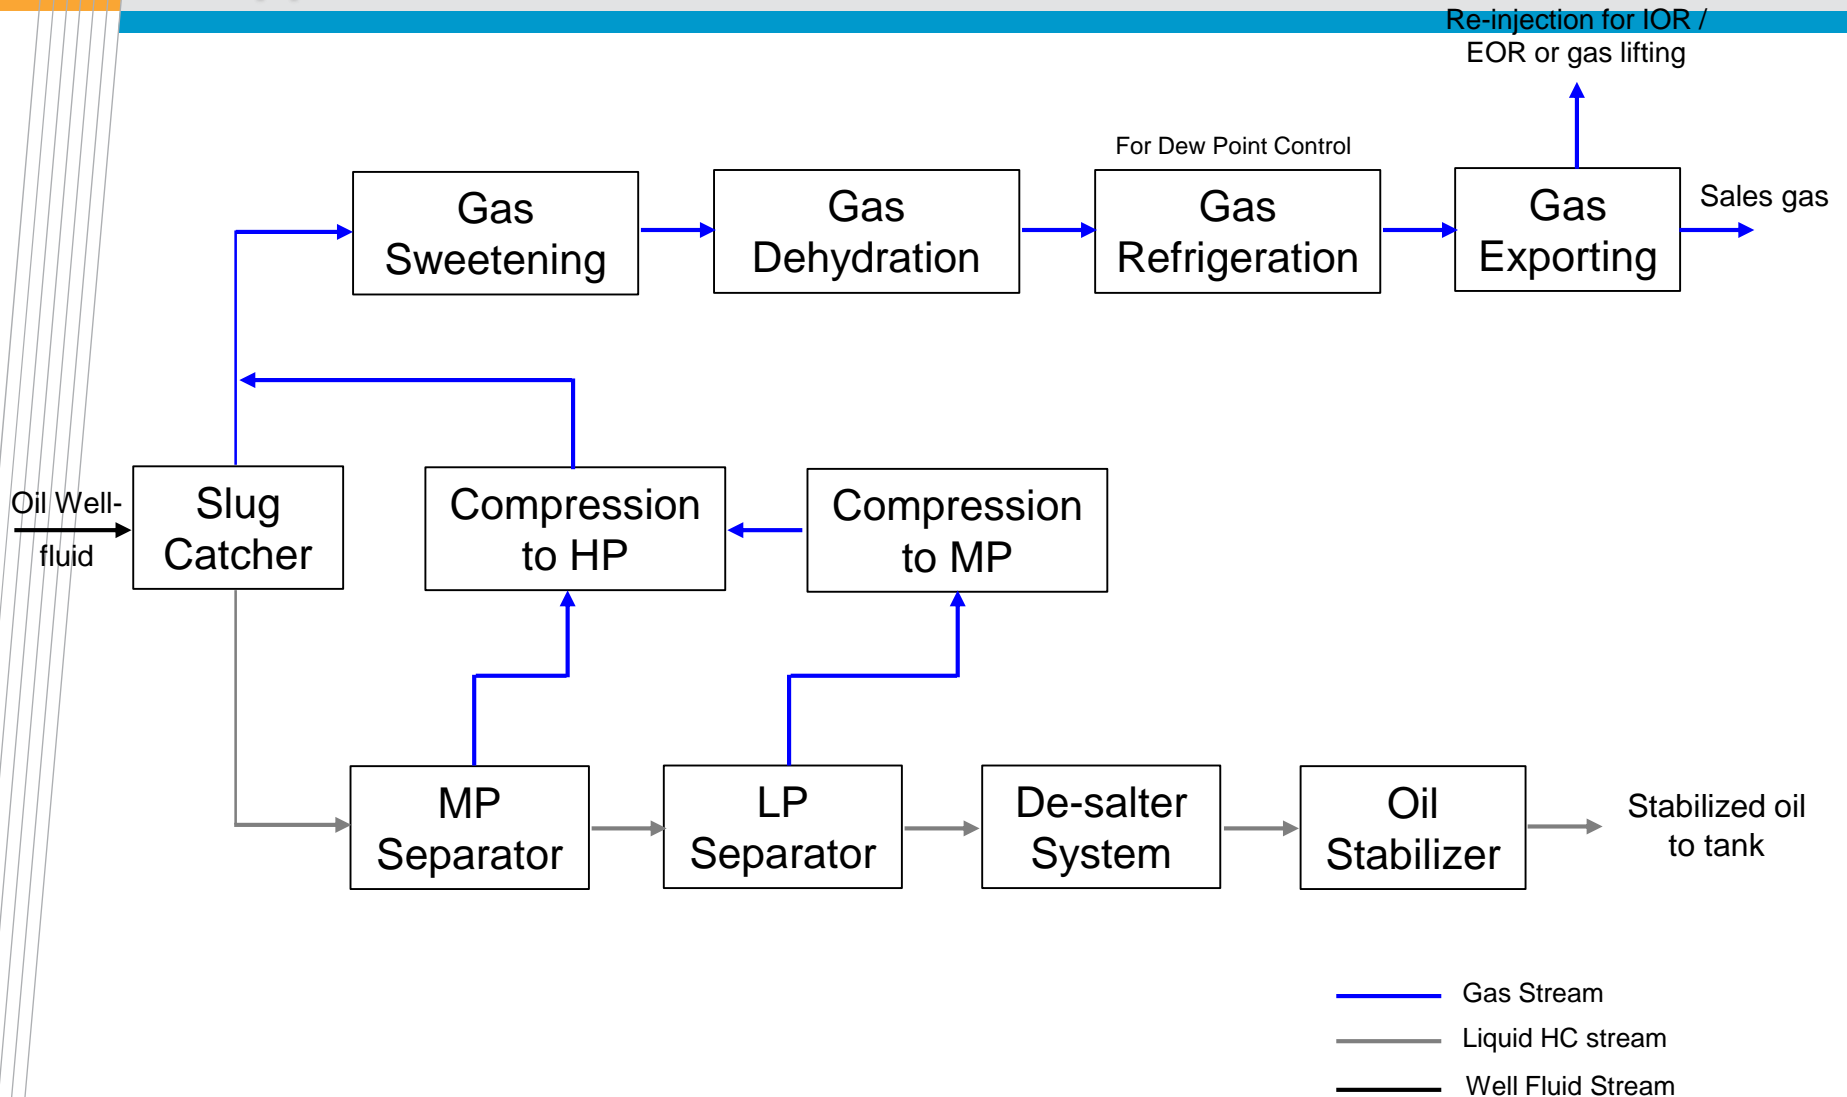 Re-injection for IOR /
EOR or gas lifting
For Dew Point Control
Gas
Sweetening
Gas
Dehydration
Gas
Refrigeration
Gas
Exporting
Sales gas
Oil Well-
fluid
Slug
Catcher
Compression
to HP
Compression
to MP
MP
Separator
LP
Separator
De-salter
System
Oil
Stabilizer
Stabilized oil
to tank
Gas Stream
Liquid HC stream
Well Fluid Stream